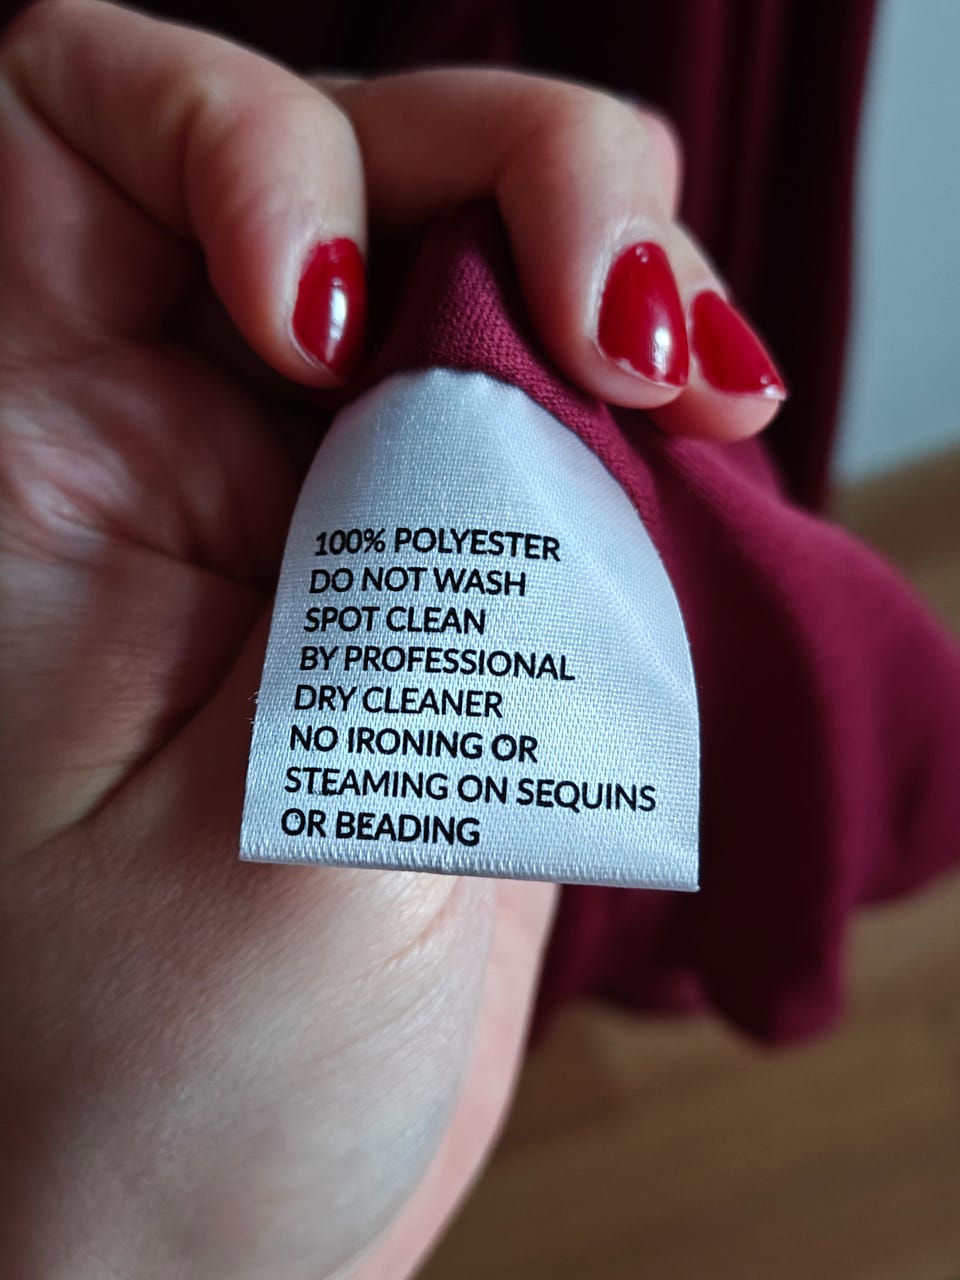 100% POLYESTER
DO NOT WASH
SPOT CLEAN
BY PROFESSIONAL
DRY CLEANER
NO IRONING OR
STEAMING ON SEQUINS
OR BEADING